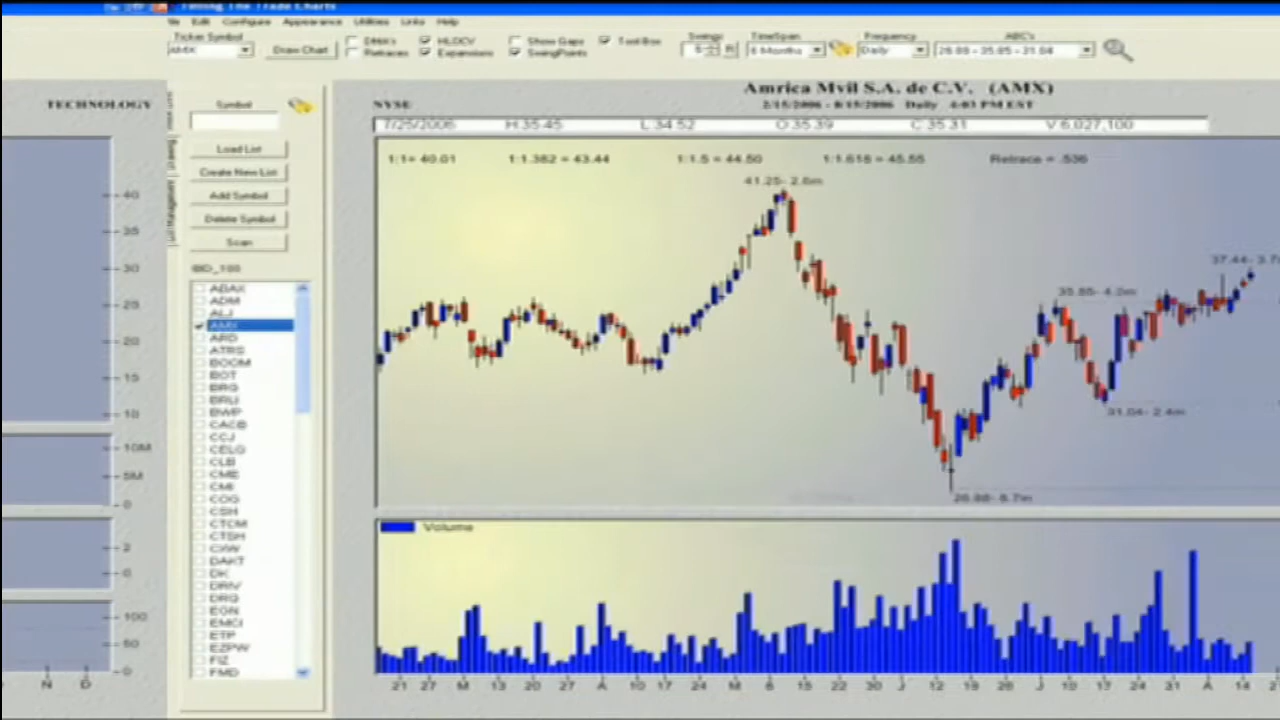 Timing The Trade Charts
Edit Configure Appearance Utilities Links Help
Ticker Symbol
AMX
Draw Chart
HLOCV
Show Gaps
Tool Box
Retraces
Expansions
SwingPoints
Swings
5
TimeSpan
6 Months
Frequency
Daily
ABC's
26.88 - 35.85 - 31.04
TECHNOLOGY
40
35
30
25
20
15
10
10M
5M
0
2
0
100
50
0
N D
Symbol
Load List
Create New List
Add Symbol
Delete Symbol
Scan
IBD_100
ABAX
ADM
ALJ
AMX
ARD
ATRS
BOOM
BOT
BRG
BRLI
BWP
CACB
CCJ
CELG
CLB
CME
CMI
COG
CSH
CTCM
CTSH
CXW
DAKT
DK
DRIV
DRQ
EGN
EMCI
ETP
EZPW
FIZ
FMD
Amrica Mvil S.A. de C.V. (AMX)
NYSE
2/15/2006 - 8/15/2006 Daily 4:03 PM EST
7/25/2006 H:35.45 L:34.52 O:35.39 C:35.31 V:6,027,100
1:1= 40.01 1:1.382 = 43.44 1:1.5 = 44.50 1:1.618 = 45.55 Retrace = .536
41.25- 2.6m
37.44- 3.7
35.85- 4.0m
31.04- 2.4m
26.88- 8.7m
Volume
21 27 M 13 20 27 A 10 17 24 M 8 15 22 30 J 12 19 26 J 10 17 24 31 A 14